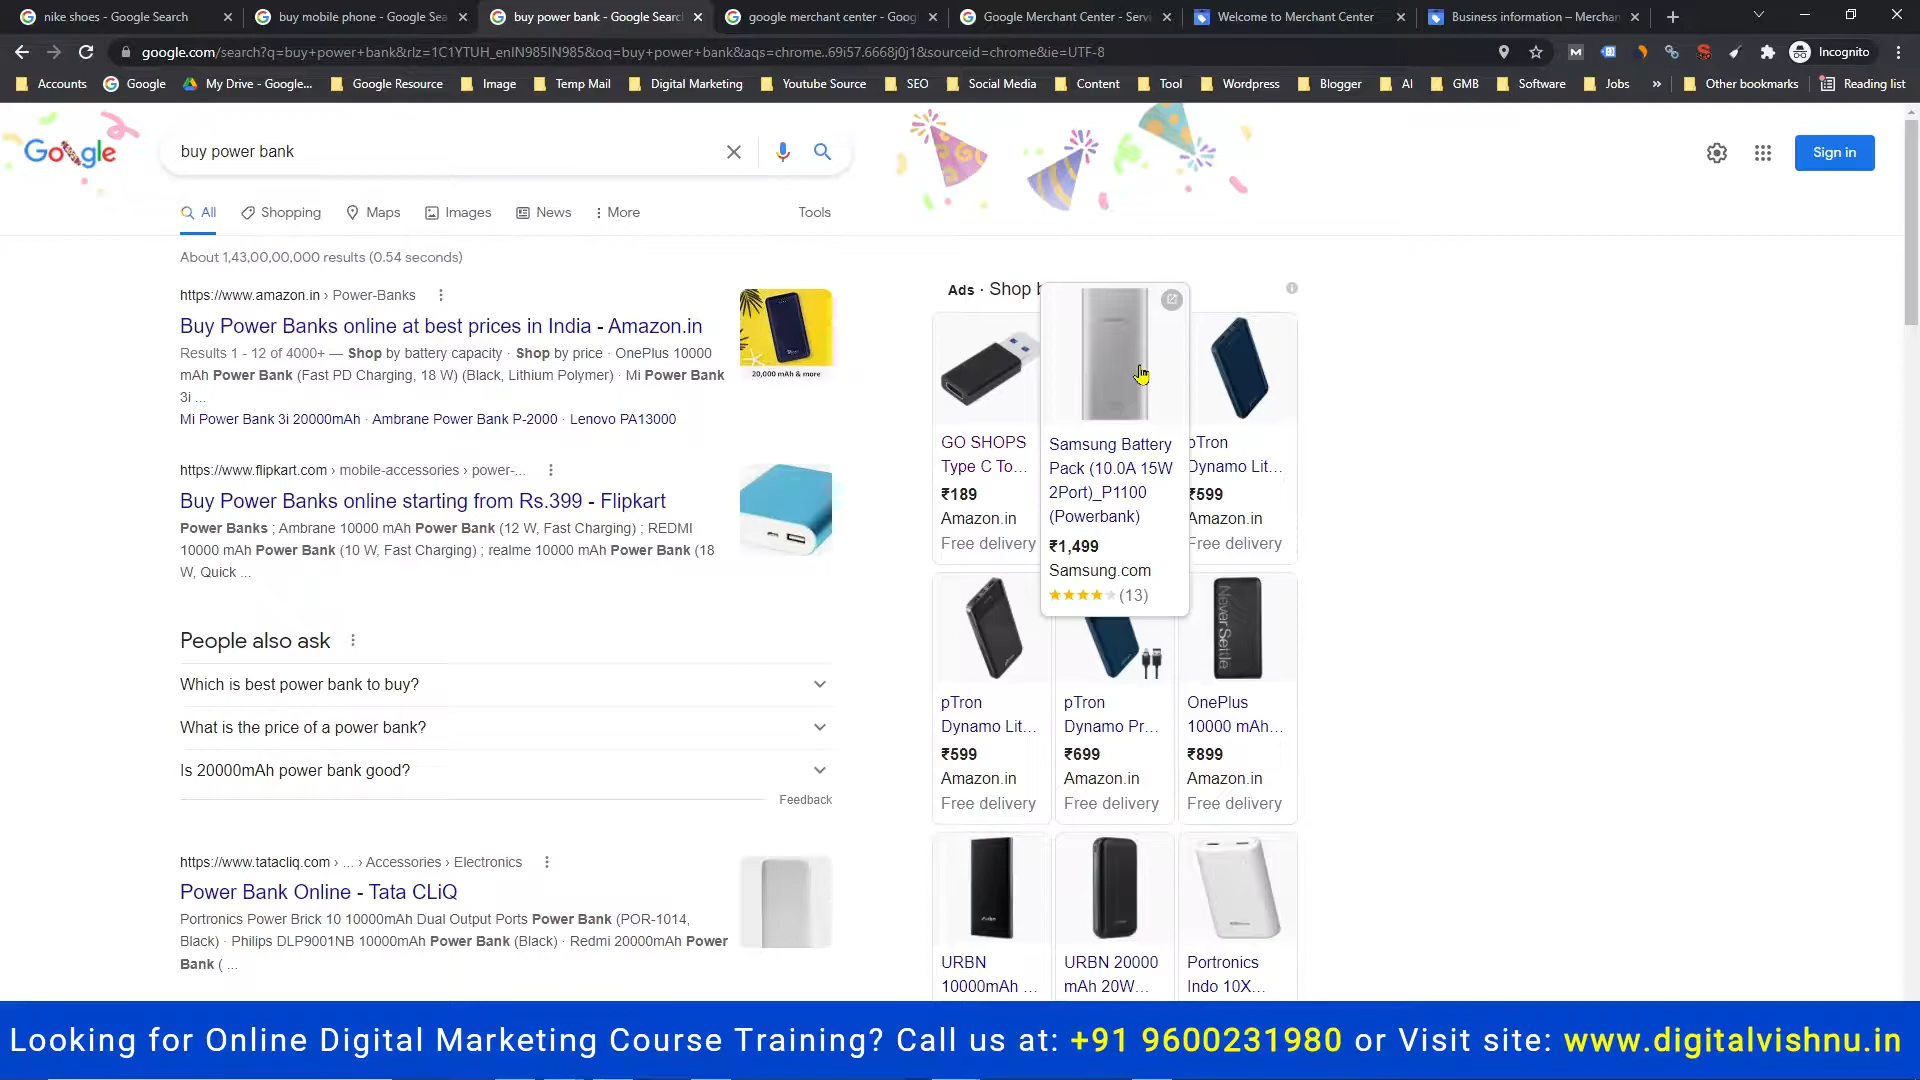 nike shoes - Google Search
buy mobile phone - Google Sea
buy power bank - Google Search
google merchant center - Goog
Google Merchant Center - Servi
Welcome to Merchant Center
Business information – Merchan
google.com/search?q=buy+power+bank&rlz=1C1YTUH_enIN985IN985&oq=buy+power+bank&aqs=chrome..69i57.6668j0j1&sourceid=chrome&ie=UTF-8
Incognito
Accounts
Google
My Drive - Google...
Google Resource
Image
Temp Mail
Digital Marketing
Youtube Source
SEO
Social Media
Content
Tool
Wordpress
Blogger
AI
GMB
Software
Jobs
»
Other bookmarks
Reading list
Google
buy power bank
Sign in
All
Shopping
Maps
Images
News
More
Tools
About 1,43,00,00,000 results (0.54 seconds)
https://www.amazon.in › Power-Banks
Buy Power Banks online at best prices in India - Amazon.in
Results 1 - 12 of 4000+ — Shop by battery capacity · Shop by price · OnePlus 10000
mAh Power Bank (Fast PD Charging, 18 W) (Black, Lithium Polymer) · Mi Power Bank
3i ...
Mi Power Bank 3i 20000mAh · Ambrane Power Bank P-2000 · Lenovo PA13000
20,000 mAh & more
https://www.flipkart.com › mobile-accessories › power-...
Buy Power Banks online starting from Rs.399 - Flipkart
Power Banks ; Ambrane 10000 mAh Power Bank (12 W, Fast Charging) ; REDMI
10000 mAh Power Bank (10 W, Fast Charging) ; realme 10000 mAh Power Bank (18
W, Quick ...
People also ask
Which is best power bank to buy?
What is the price of a power bank?
Is 20000mAh power bank good?
Feedback
https://www.tatacliq.com › ... › Accessories › Electronics
Power Bank Online - Tata CLiQ
Portronics Power Brick 10 10000mAh Dual Output Ports Power Bank (POR-1014,
Black) · Philips DLP9001NB 10000mAh Power Bank (Black) · Redmi 20000mAh Power
Bank ( ...
Ads · Shop
GO SHOPS
Type C To...
₹189
Amazon.in
Free delivery
Samsung Battery
Pack (10.0A 15W
2Port)_P1100
(Powerbank)
₹1,499
Samsung.com
(13)
pTron
Dynamo Lit...
₹599
Amazon.in
Free delivery
pTron
Dynamo Lit...
₹599
Amazon.in
Free delivery
pTron
Dynamo Pr...
₹699
Amazon.in
Free delivery
Never Settle
OnePlus
10000 mAh...
₹899
Amazon.in
Free delivery
URBN
10000mAh ...
URBN 20000
mAh 20W...
Portronics
Indo 10X...
Looking for Online Digital Marketing Course Training? Call us at: +91 9600231980 or Visit site: www.digitalvishnu.in